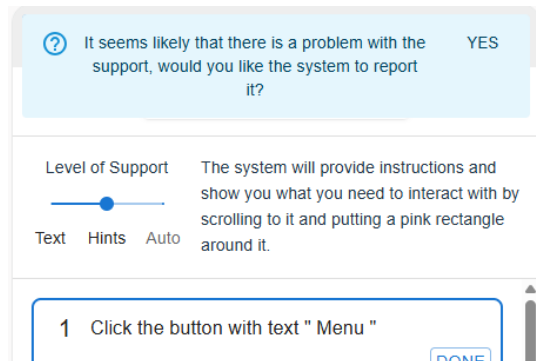 It seems likely that there is a problem with the
YES
support, would you like the system to report
it?
Level of Support
The system will provide instructions and
show you what you need to interact with by
scrolling to it and putting a pink rectangle
around it.
Text Hints Auto
1 Click the button with text " Menu "
DONE